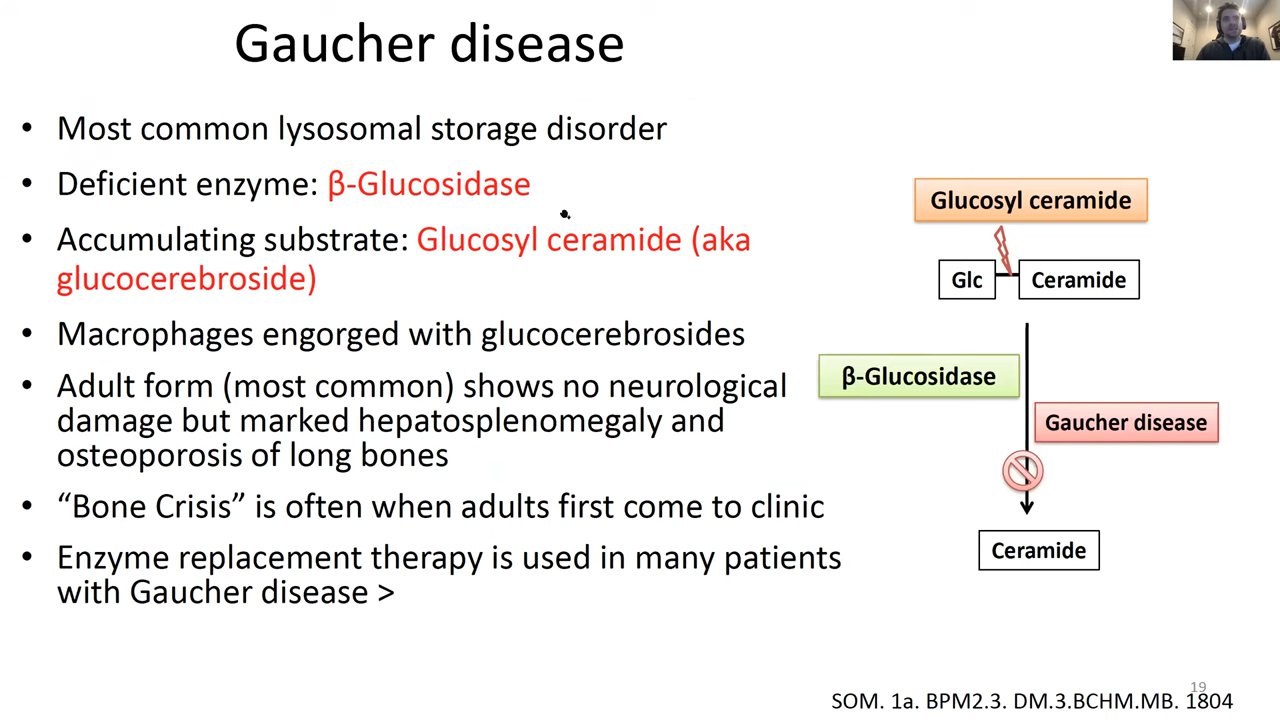 Gaucher disease
• Most common lysosomal storage disorder
• Deficient enzyme: β-Glucosidase
• Accumulating substrate: Glucosyl ceramide (aka
glucocerebroside)
• Macrophages engorged with glucocerebrosides
• Adult form (most common) shows no neurological
damage but marked hepatosplenomegaly and
osteoporosis of long bones
• “Bone Crisis” is often when adults first come to clinic
• Enzyme replacement therapy is used in many patients
with Gaucher disease >
Glucosyl ceramide
Glc
Ceramide
β-Glucosidase
Gaucher disease
Ceramide
19
SOM. 1a. BPM2.3. DM.3.BCHM.MB. 1804